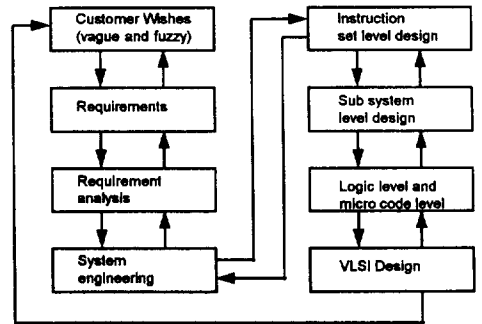 Customer Wishes
(vague and fuzzy)
Requirements
Requirement
analysis
System
engineering
Instruction
set level design
Sub system
level design
Logic level and
micro code level
VLSI Design